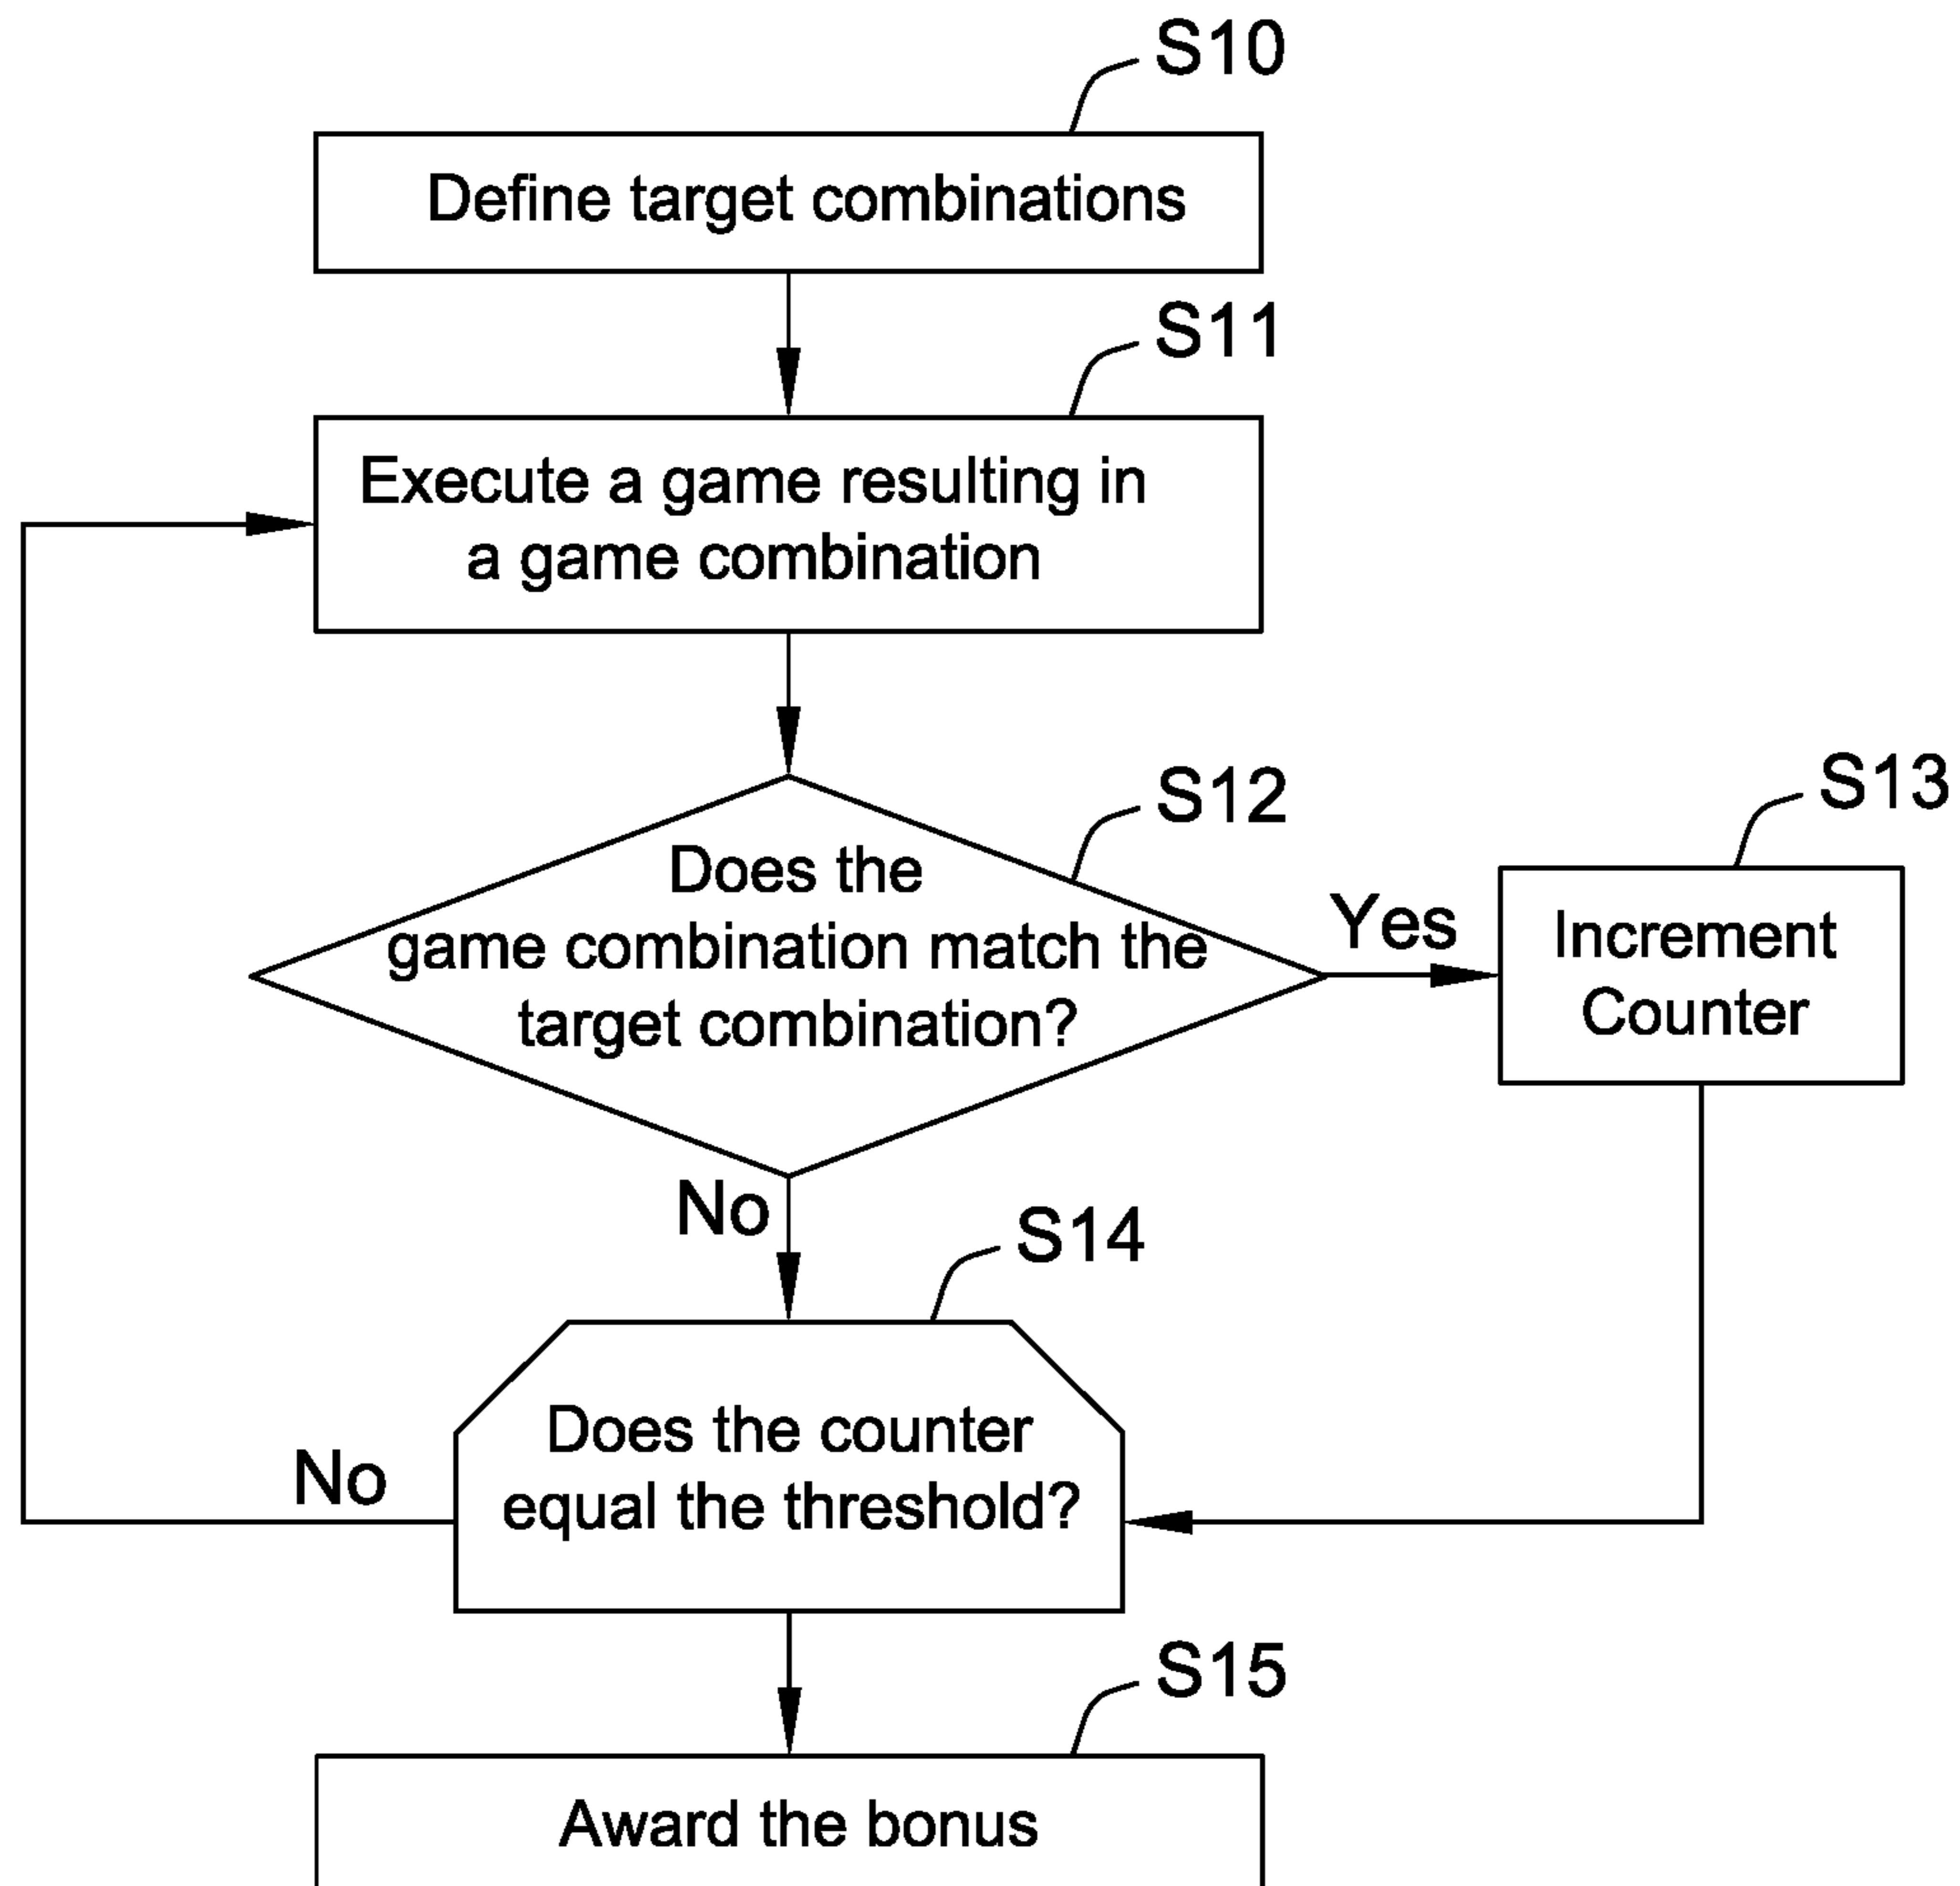 S10
Define target combinations
S11
Execute a game resulting in
a game combination
S12
S13
Does the
game combination match the
target combination?
Yes
Increment
Counter
No
S14
Does the counter
equal the threshold?
No
S15
Award the bonus